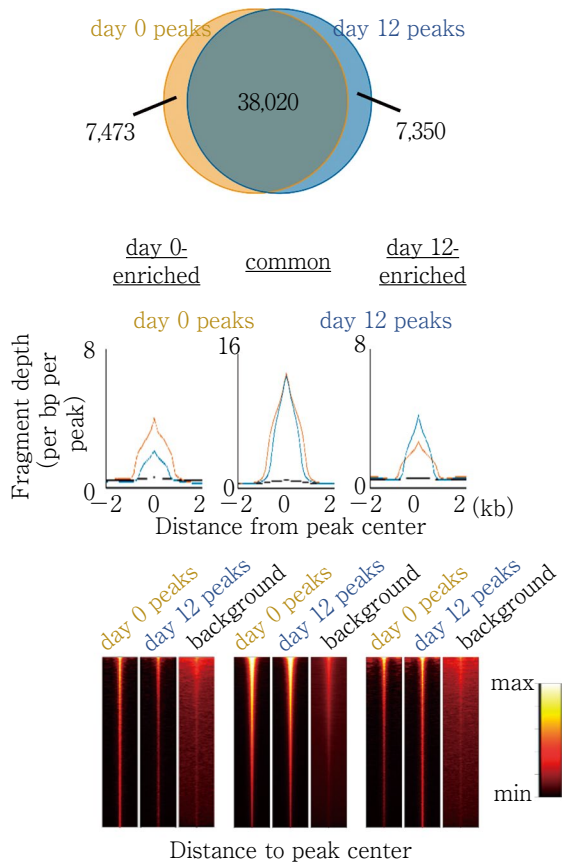 day 0 peaks
day 12 peaks
38,020
7,473
7,350
day 0-
enriched
common
day 12-
enriched
day 0 peaks
day 12 peaks
Fragment depth
(per bp per
peak)
8
0
16
0
8
0
−2
0
2
−2
0
2
−2
0
2
(kb)
Distance from peak center
day 0 peaks
day 12 peaks
background
day 0 peaks
day 12 peaks
background
day 0 peaks
day 12 peaks
background
max
min
Distance to peak center